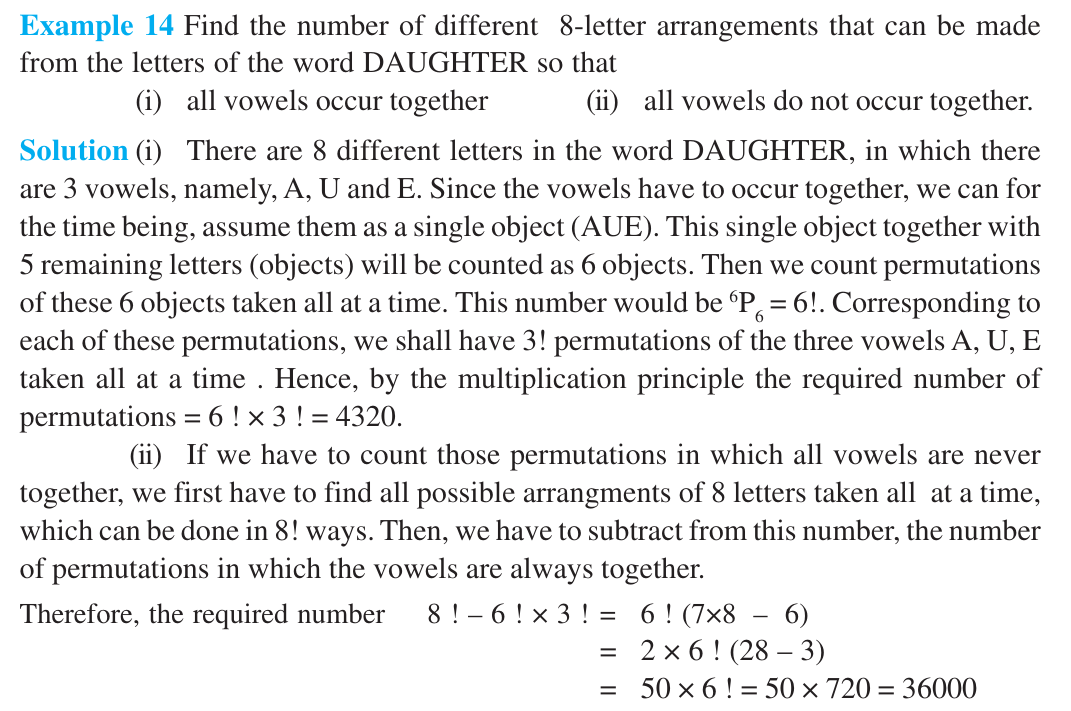 Example 14 Find the number of different 8-letter arrangements that can be made
from the letters of the word DAUGHTER so that
(i) all vowels occur together (ii) all vowels do not occur together.
Solution (i) There are 8 different letters in the word DAUGHTER, in which there
are 3 vowels, namely, A, U and E. Since the vowels have to occur together, we can for
the time being, assume them as a single object (AUE). This single object together with
5 remaining letters (objects) will be counted as 6 objects. Then we count permutations
of these 6 objects taken all at a time. This number would be ⁶P₆ = 6!. Corresponding to
each of these permutations, we shall have 3! permutations of the three vowels A, U, E
taken all at a time . Hence, by the multiplication principle the required number of
permutations = 6 ! × 3 ! = 4320.
(ii) If we have to count those permutations in which all vowels are never
together, we first have to find all possible arrangments of 8 letters taken all at a time,
which can be done in 8! ways. Then, we have to subtract from this number, the number
of permutations in which the vowels are always together.
Therefore, the required number 8 ! – 6 ! × 3 ! = 6 ! (7×8 – 6)
= 2 × 6 ! (28 – 3)
= 50 × 6 ! = 50 × 720 = 36000